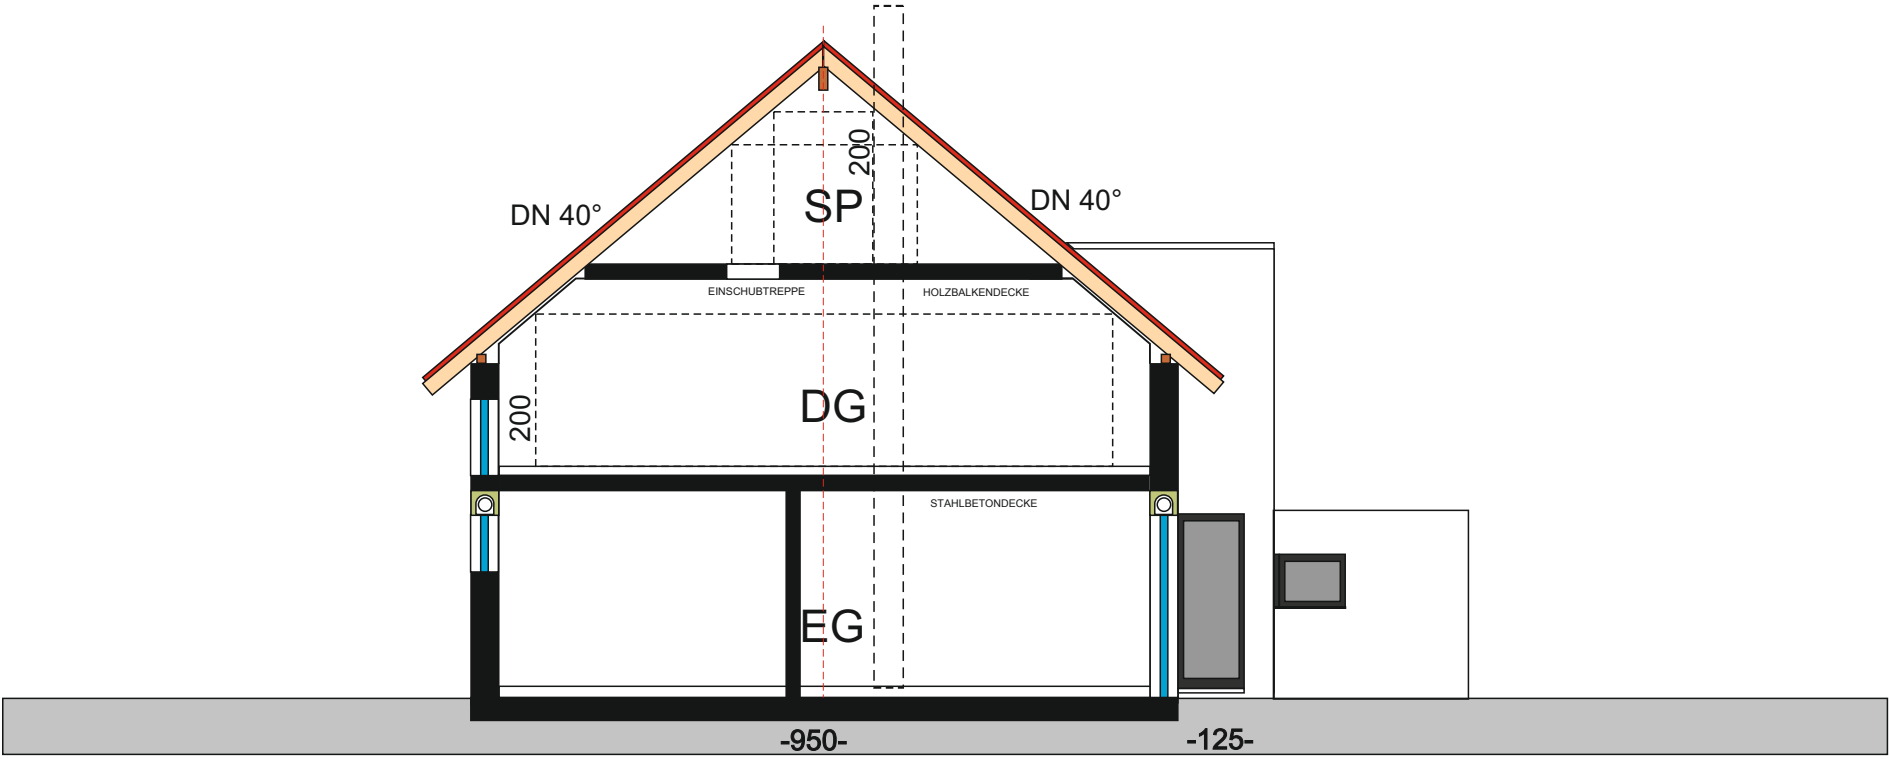 200
DN 40°
DN 40°
SP
EINSCHUBTREPPE
HOLZBALKENDECKE
200
DG
STAHLBETONDECKE
EG
-950-
-125-